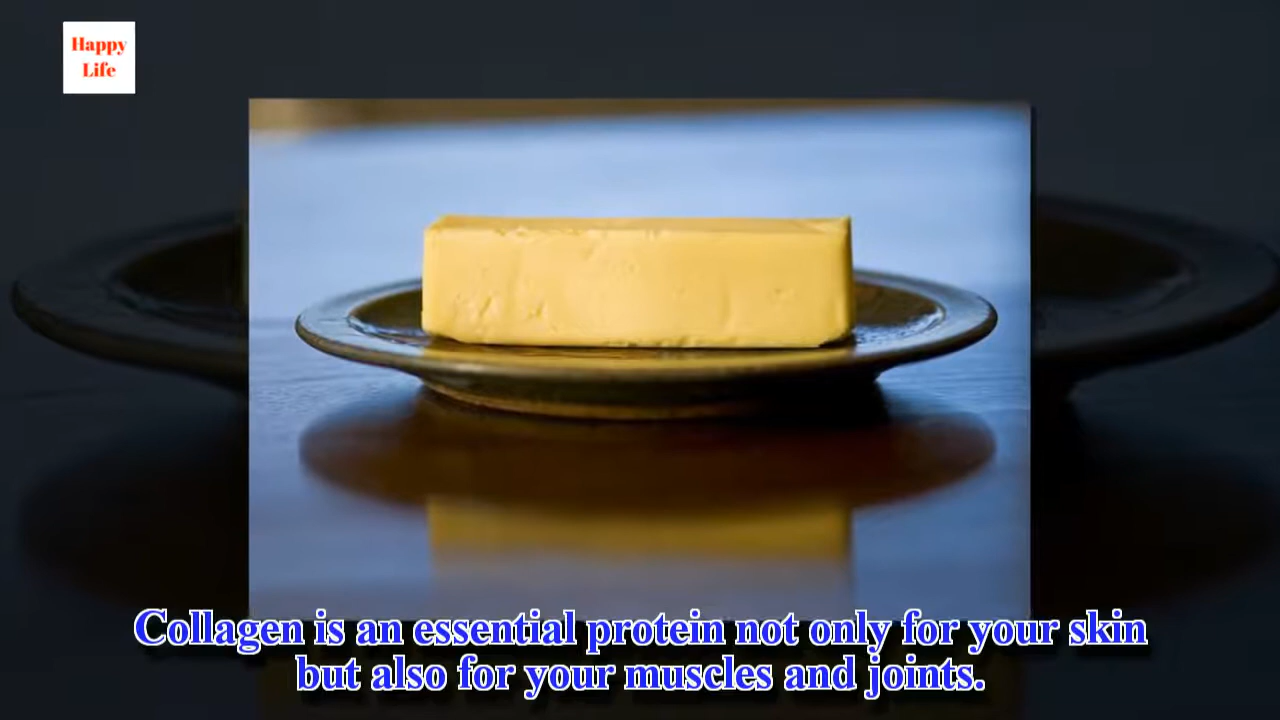 Happy
Life
Collagen is an essential protein not only for your skin
but also for your muscles and joints.